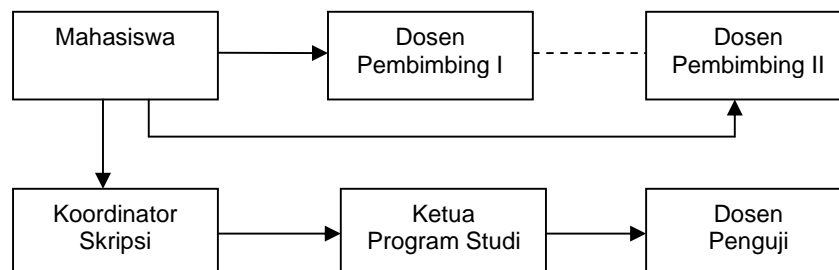 Mahasiswa
Dosen
Pembimbing I
Dosen
Pembimbing II
Koordinator
Skripsi
Ketua
Program Studi
Dosen
Penguji